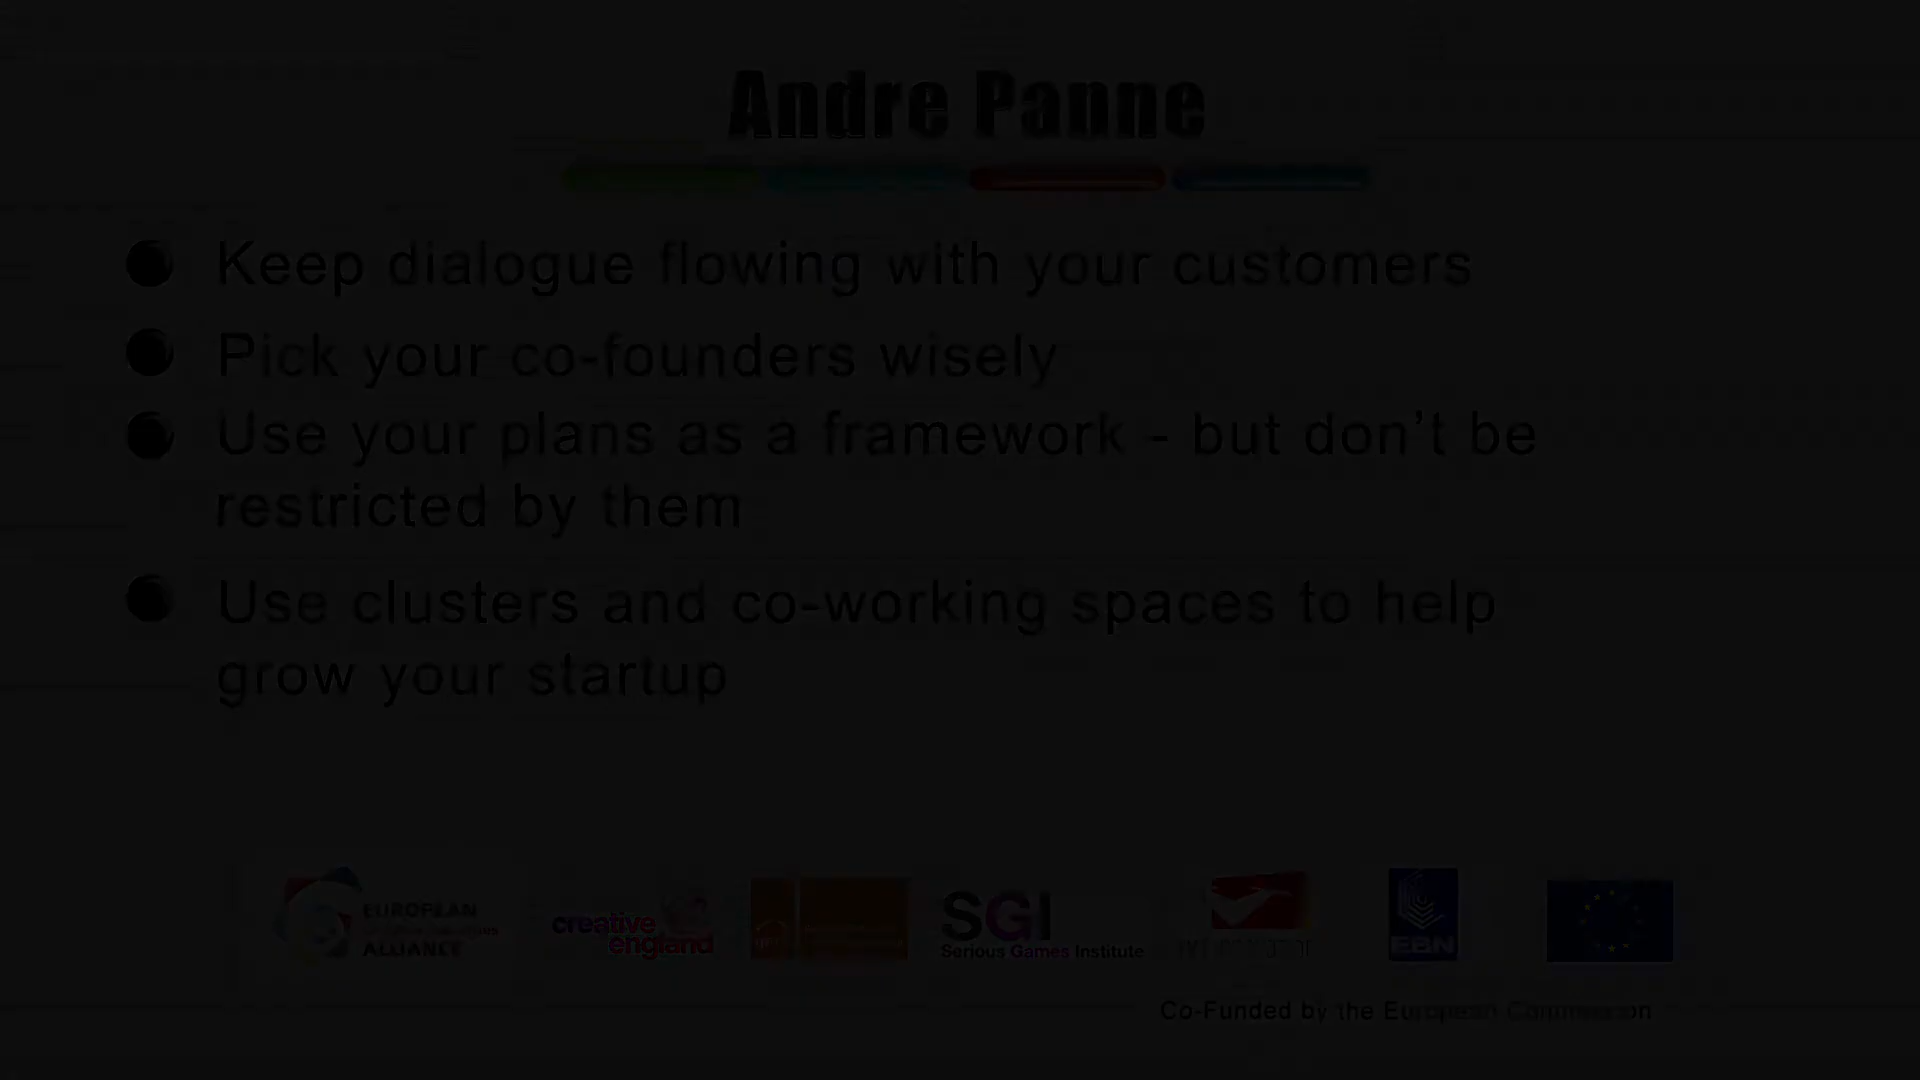 Andre Panne
Keep dialogue flowing with your customers
Pick your co-founders wisely
Use your plans as a framework - but don't be
restricted by them
Use clusters and co-working spaces to help
grow your startup
EUROPEAN
ALLIANCE
creative
england
SGI
Serious Games Institute
EBN
Co-Funded by the European Commission